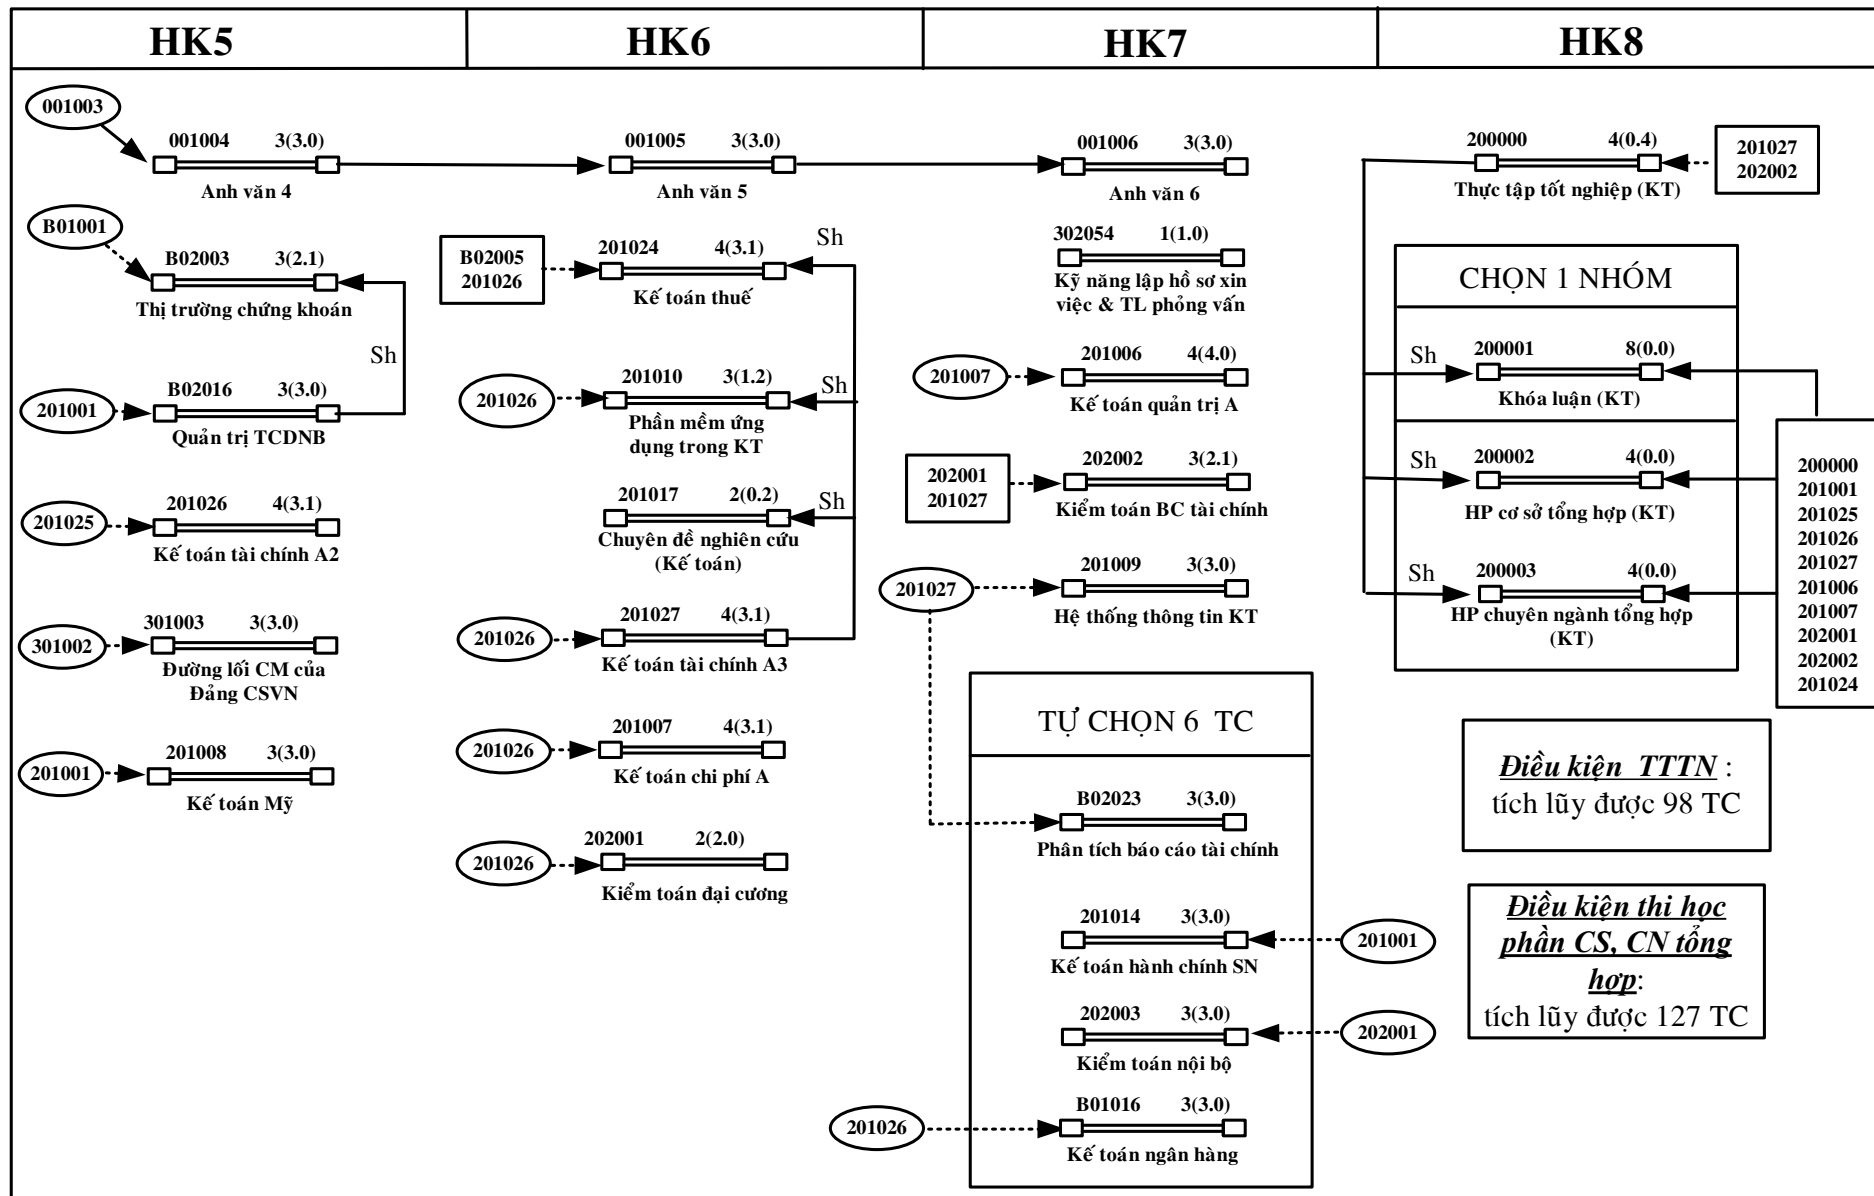 HK5
HK6
HK7
HK8
001003
001004 3(3.0)
Anh văn 4
B01001
B02003 3(2.1)
Thị trường chứng khoán
Sh
201001
B02016 3(3.0)
Quản trị TCDNB
201025
201026 4(3.1)
Kế toán tài chính A2
301002
301003 3(3.0)
Đường lối CM của
Đảng CSVN
201001
201008 3(3.0)
Kế toán Mỹ
001005 3(3.0)
Anh văn 5
B02005
201026
201024 4(3.1)
Sh
Kế toán thuế
201026
201010 3(1.2)
Sh
Phần mềm ứng
dụng trong KT
201017 2(0.2)
Sh
Chuyên đề nghiên cứu
(Kế toán)
201026
201027 4(3.1)
Kế toán tài chính A3
201026
201007 4(3.1)
Kế toán chi phí A
201026
202001 2(2.0)
Kiểm toán đại cương
001006 3(3.0)
Anh văn 6
302054 1(1.0)
Kỹ năng lập hồ sơ xin
việc & TL phỏng vấn
201007
201006 4(4.0)
Kế toán quản trị A
202001
201027
202002 3(2.1)
Kiểm toán BC tài chính
201027
201009 3(3.0)
Hệ thống thông tin KT
TỰ CHỌN 6 TC
B02023 3(3.0)
Phân tích báo cáo tài chính
201014 3(3.0)
201001
Kế toán hành chính SN
202003 3(3.0)
202001
Kiểm toán nội bộ
201026
B01016 3(3.0)
Kế toán ngân hàng
200000 4(0.4)
Thực tập tốt nghiệp (KT)
201027
202002
CHỌN 1 NHÓM
Sh
200001 8(0.0)
Khóa luận (KT)
Sh
200002 4(0.0)
HP cơ sở tổng hợp (KT)
Sh
200003 4(0.0)
HP chuyên ngành tổng hợp
(KT)
200000
201001
201025
201026
201027
201006
201007
202001
202002
201024
Điều kiện TTTN :
tích lũy được 98 TC
Điều kiện thi học
phần CS, CN tổng
hợp:
tích lũy được 127 TC